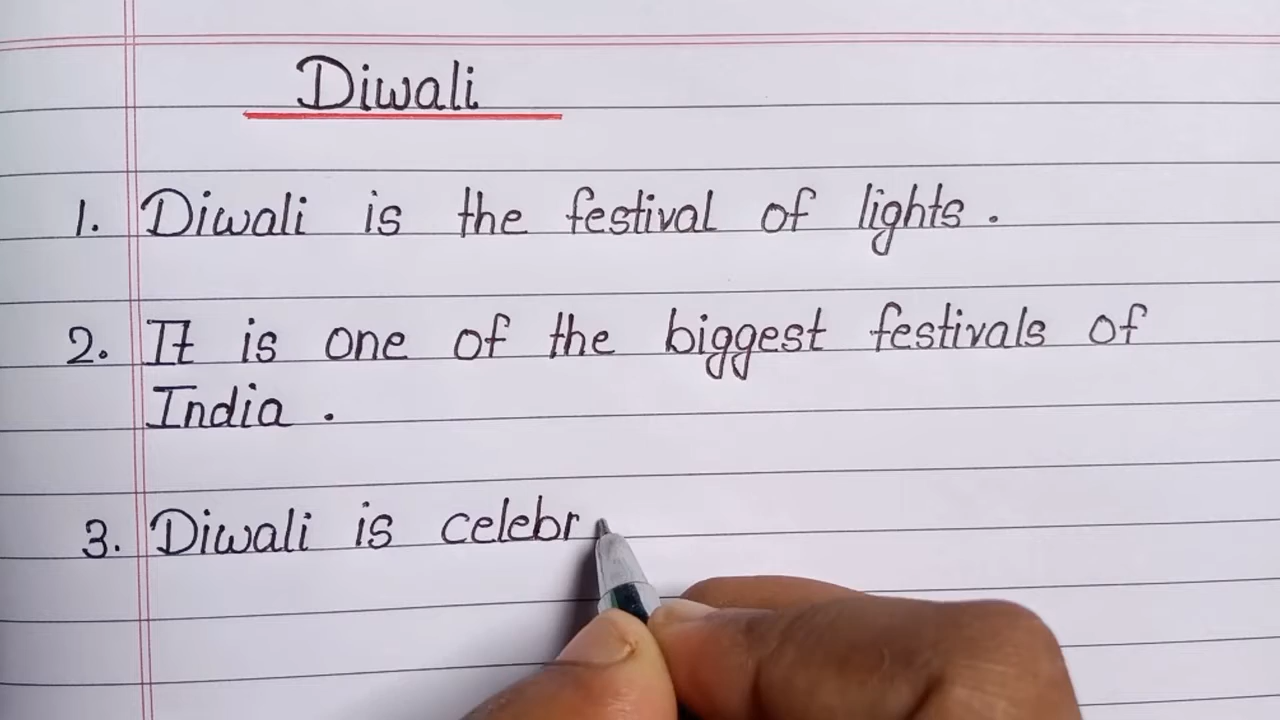 Diwali
1. Diwali is the festival of lights.
2. It is one of the biggest festivals of
India.
3. Diwali is celebr